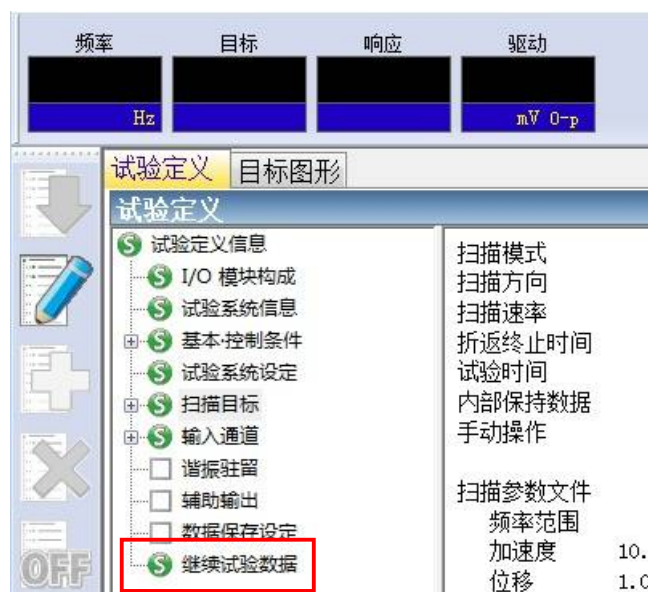 频率 目标 响应 驱动
Hz mV 0-p
试验定义 目标图形
试验定义
试验定义信息
I/O 模块构成
试验系统信息
基本·控制条件
试验系统设定
扫描目标
输入通道
谐振驻留
辅助输出
数据保存设定
继续试验数据
扫描模式
扫描方向
扫描速率
折返终止时间
试验时间
内部保持数据
手动操作
扫描参数文件
频率范围
加速度 10.
位移 1.0
OFF